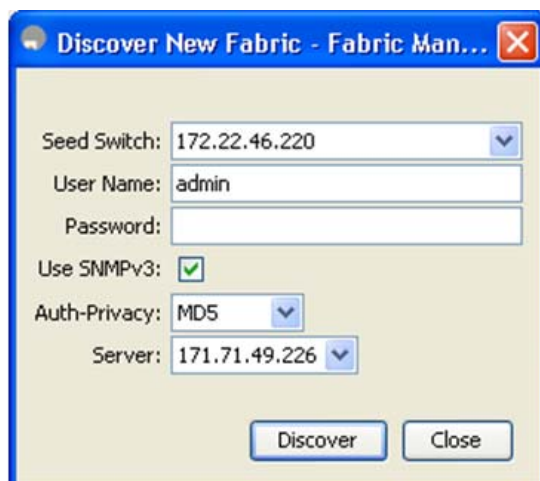 Discover New Fabric - Fabric Man...
Seed Switch: 172.22.46.220
User Name: admin
Password:
Use SNMPv3:
Auth-Privacy: MD5
Server: 171.71.49.226
Discover Close